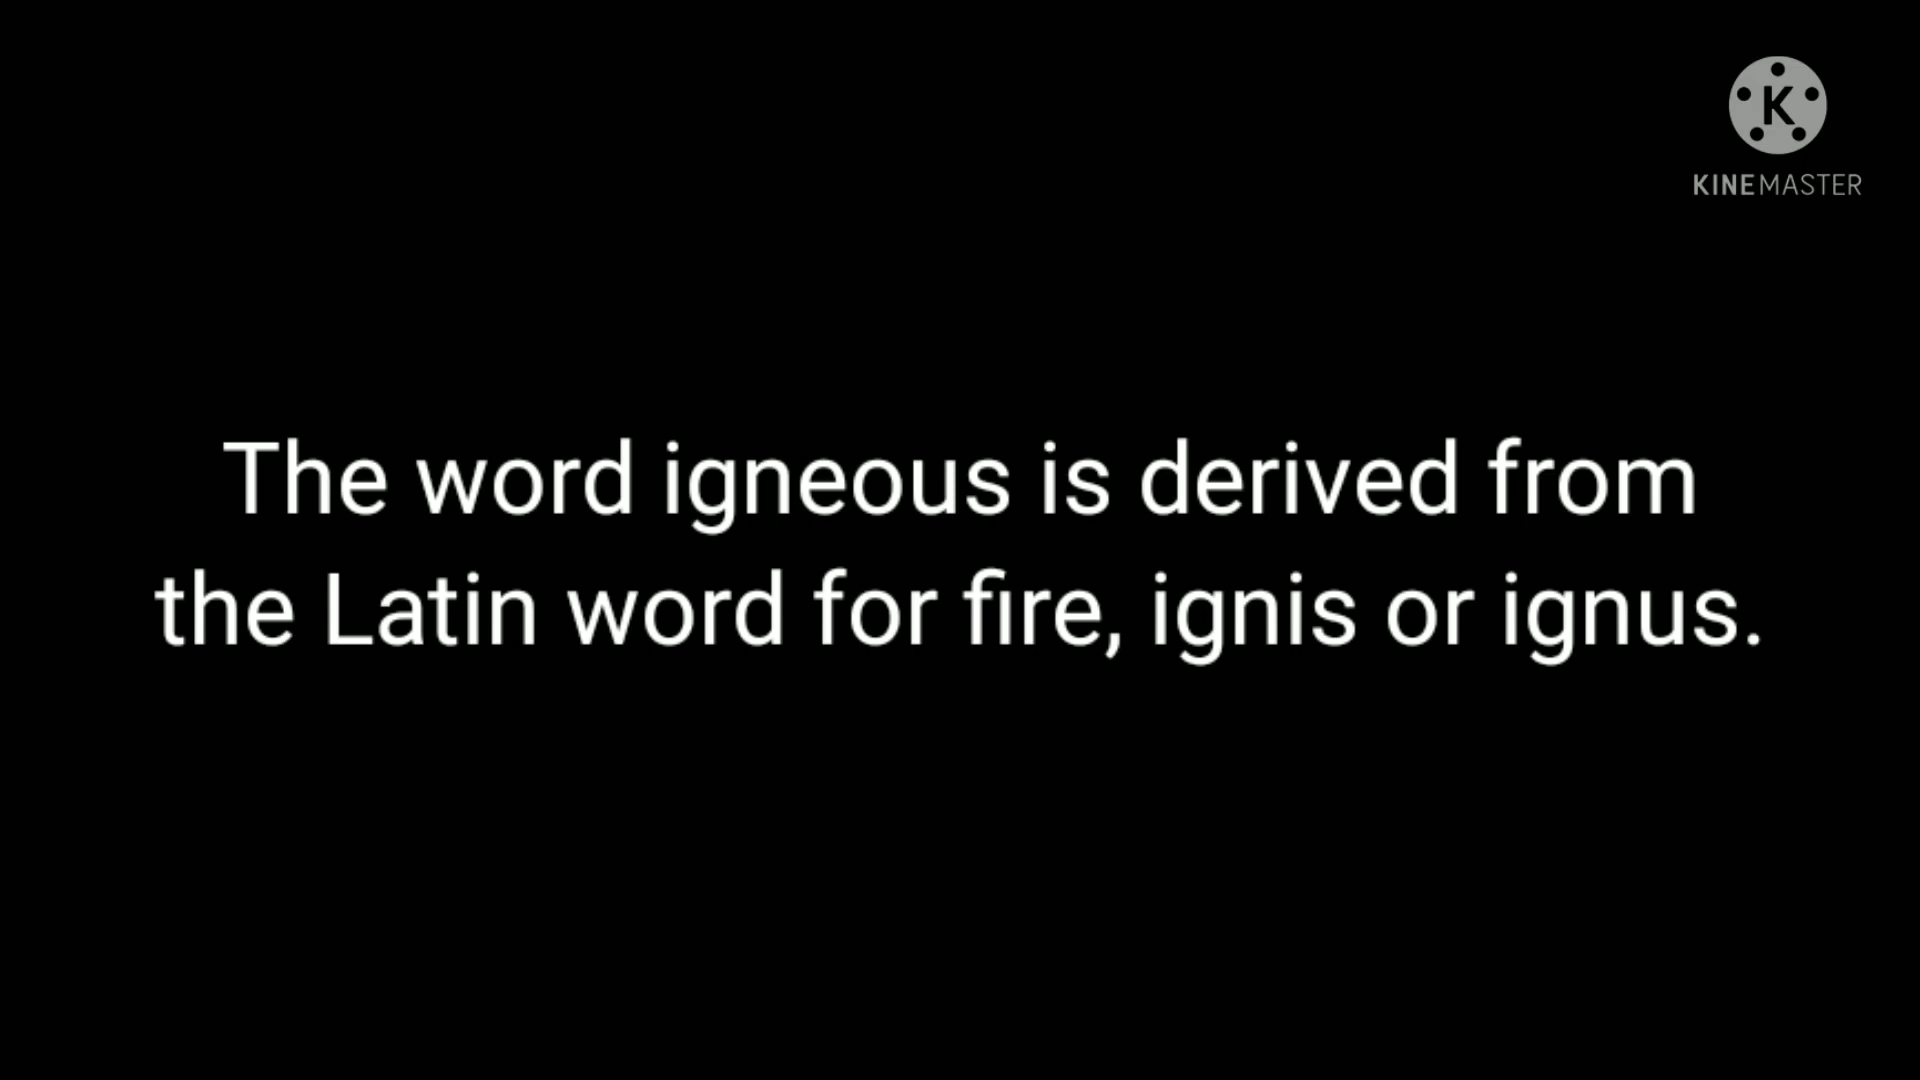 K
KINEMASTER
The word igneous is derived from
the Latin word for fire, ignis or ignus.